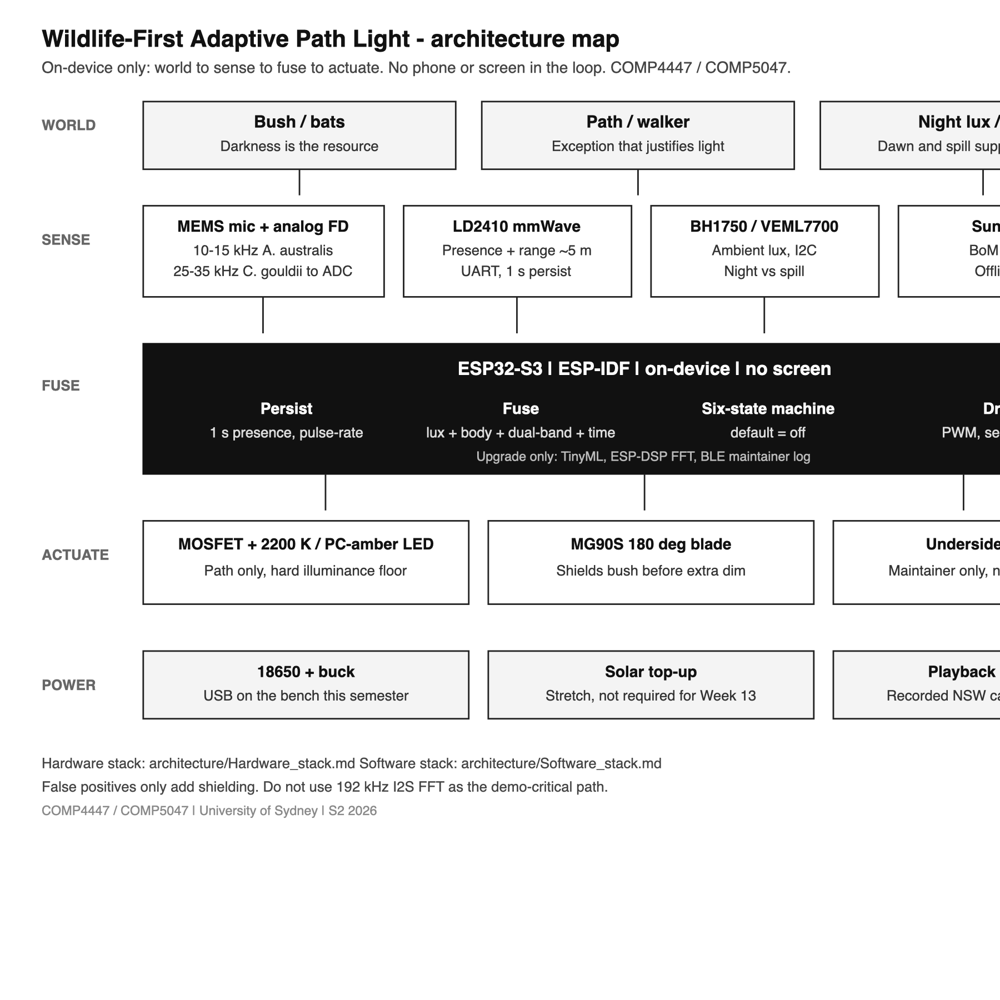 Wildlife-First Adaptive Path Light - architecture map
On-device only: world to sense to fuse to actuate. No phone or screen in the loop. COMP4447 / COMP5047.
WORLD
Bush / bats
Darkness is the resource
Path / walker
Exception that justifies light
Night lux /
Dawn and spill
SENSE
MEMS mic + analog FD
10-15 kHz A. australis
25-35 kHz C. gouldii to ADC
LD2410 mmWave
Presence + range ~5 m
UART, 1 s persist
BH1750 / VEML7700
Ambient lux, I2C
Night vs spill
BoM
FUSE
ESP32-S3 | ESP-IDF | on-device | no screen
Persist
1 s presence, pulse-rate
Fuse
lux + body + dual-band + time
Six-state machine
default = off
PWM,
Upgrade only: TinyML, ESP-DSP FFT, BLE maintainer log
ACTUATE
MOSFET + 2200 K / PC-amber LED
Path only, hard illuminance floor
MG90S 180 deg blade
Shields bush before extra dim
Underside
Maintainer only,
POWER
18650 + buck
USB on the bench this semester
Solar top-up
Stretch, not required for Week 13
Playback
Recorded NSW
Hardware stack: architecture/Hardware_stack.md Software stack: architecture/Software_stack.md
False positives only add shielding. Do not use 192 kHz I2S FFT as the demo-critical path.
COMP4447 / COMP5047 | University of Sydney | S2 2026